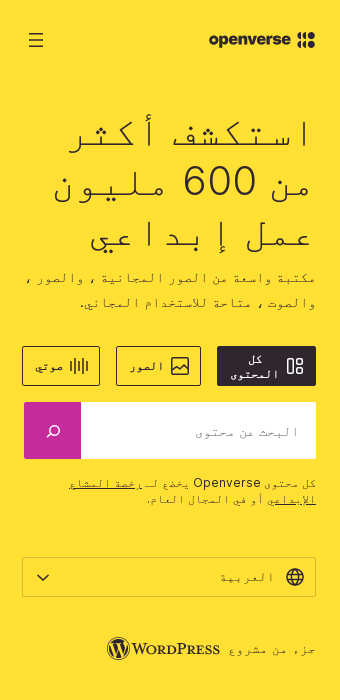 openverse
استكشف أكثر
من 600 مليون
عمل إبداعي
مكتبة واسعة من الصور المجانية ، والصور ،
والصوت ، متاحة للاستخدام المجاني.
كل
المحتوى
الصور
صوتي
البحث عن محتوى
كل محتوى Openverse يخضع لـ رخصة المشاع
الإبداعي أو في المجال العام.
العربية
جزء من مشروع WORDPRESS